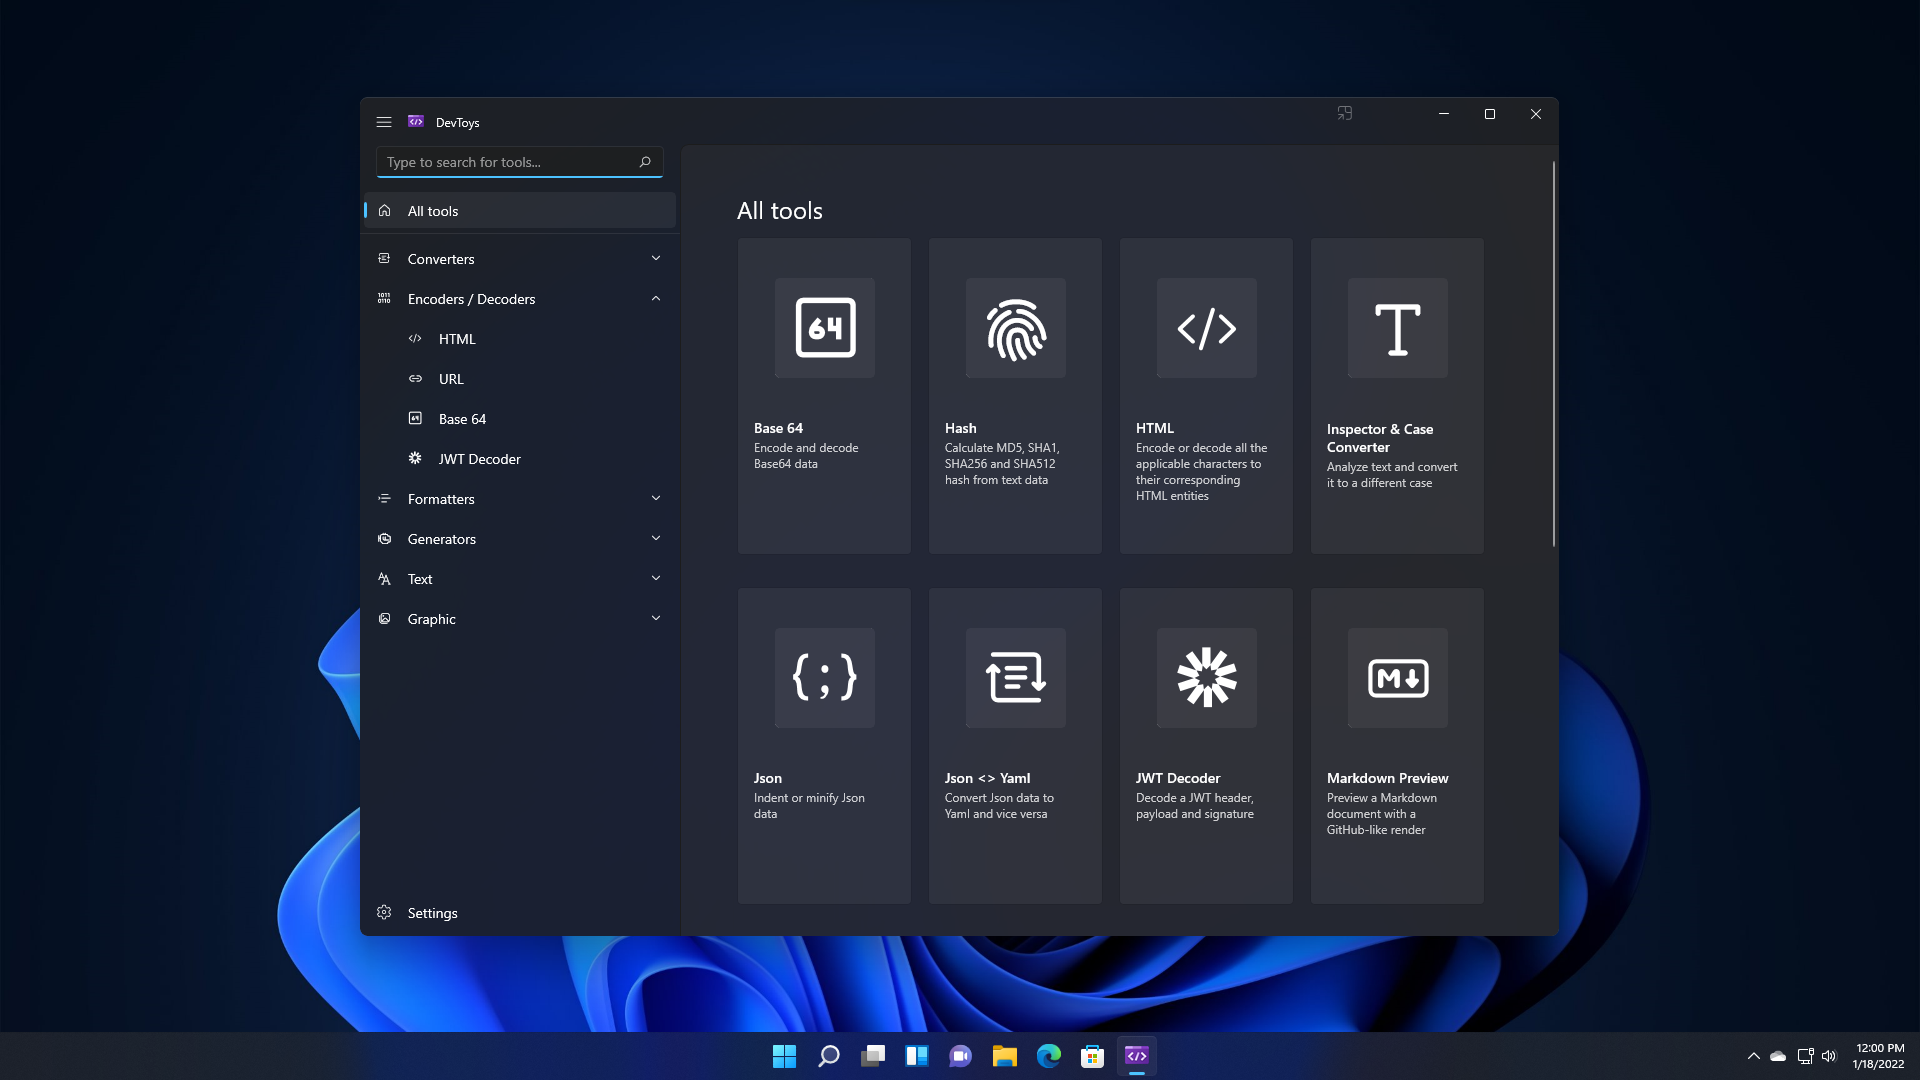 DevToys
Type to search for tools...
All tools
Converters
1011
0110
Encoders / Decoders
HTML
URL
64
Base 64
JWT Decoder
Formatters
Generators
Text
Graphic
Settings
All tools
64
Base 64
Encode and decode
Base64 data
Hash
Calculate MD5, SHA1,
SHA256 and SHA512
hash from text data
</>
HTML
Encode or decode all the
applicable characters to
their corresponding
HTML entities
T
Inspector & Case
Converter
Analyze text and convert
it to a different case
{;}
Json
Indent or minify Json
data
Json <> Yaml
Convert Json data to
Yaml and vice versa
JWT Decoder
Decode a JWT header,
payload and signature
M
Markdown Preview
Preview a Markdown
document with a
GitHub-like render
12:00 PM
1/18/2022